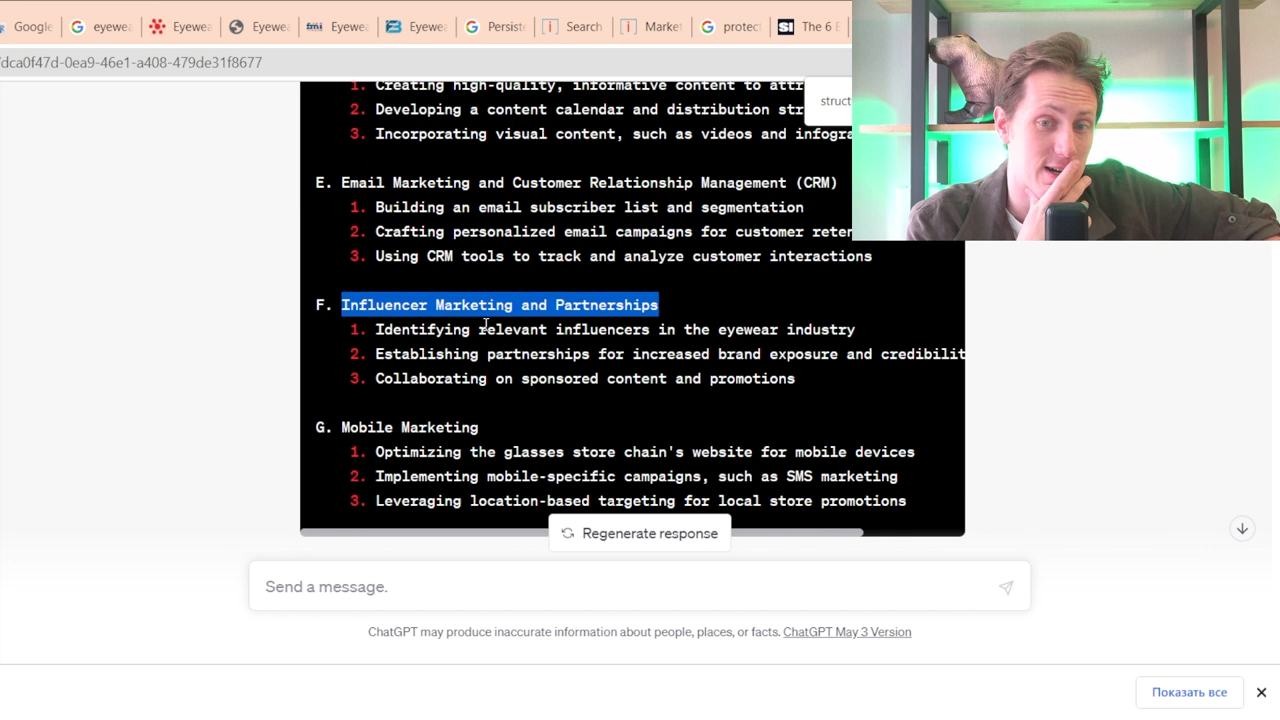 Google
eyewe
Eyewea
Eyewe
Eyewe
Eyewe
Persiste
Search
Market
protect
The 6 E
dca0f47d-0ea9-46e1-a408-479de31f8677
1. Creating high-quality, informative content to attr
struct
2. Developing a content calendar and distribution str
3. Incorporating visual content, such as videos and infogra
E. Email Marketing and Customer Relationship Management (CRM)
1. Building an email subscriber list and segmentation
2. Crafting personalized email campaigns for customer reten
3. Using CRM tools to track and analyze customer interactions
F. Influencer Marketing and Partnerships
1. Identifying relevant influencers in the eyewear industry
2. Establishing partnerships for increased brand exposure and credibilit
3. Collaborating on sponsored content and promotions
G. Mobile Marketing
1. Optimizing the glasses store chain's website for mobile devices
2. Implementing mobile-specific campaigns, such as SMS marketing
3. Leveraging location-based targeting for local store promotions
Regenerate response
Send a message.
ChatGPT may produce inaccurate information about people, places, or facts. ChatGPT May 3 Version
Показать все